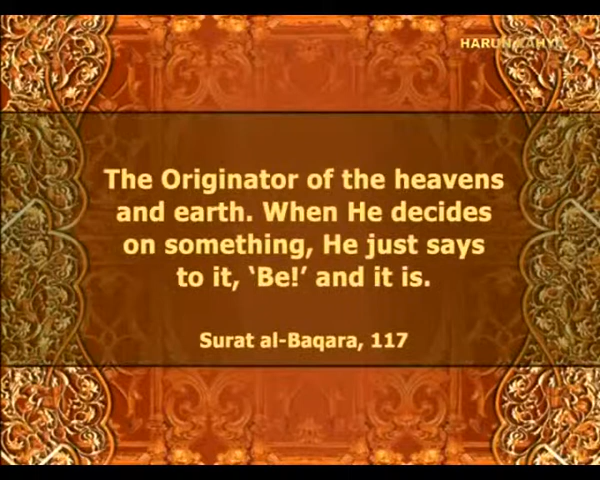 HARUN YAHYA
The Originator of the heavens
and earth. When He decides
on something, He just says
to it, ‘Be!’ and it is.
Surat al-Baqara, 117